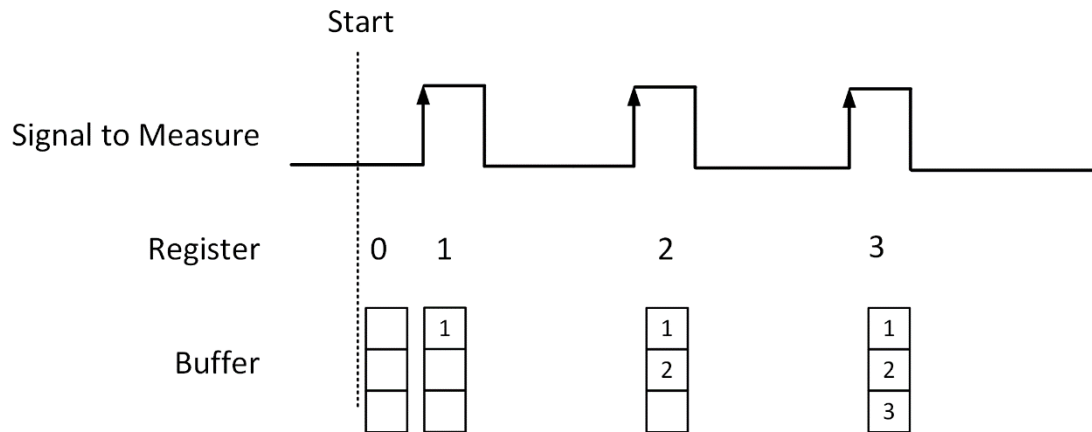 Start
Signal to Measure
Register 0 1 2 3
1 1 1
Buffer 2 2
3